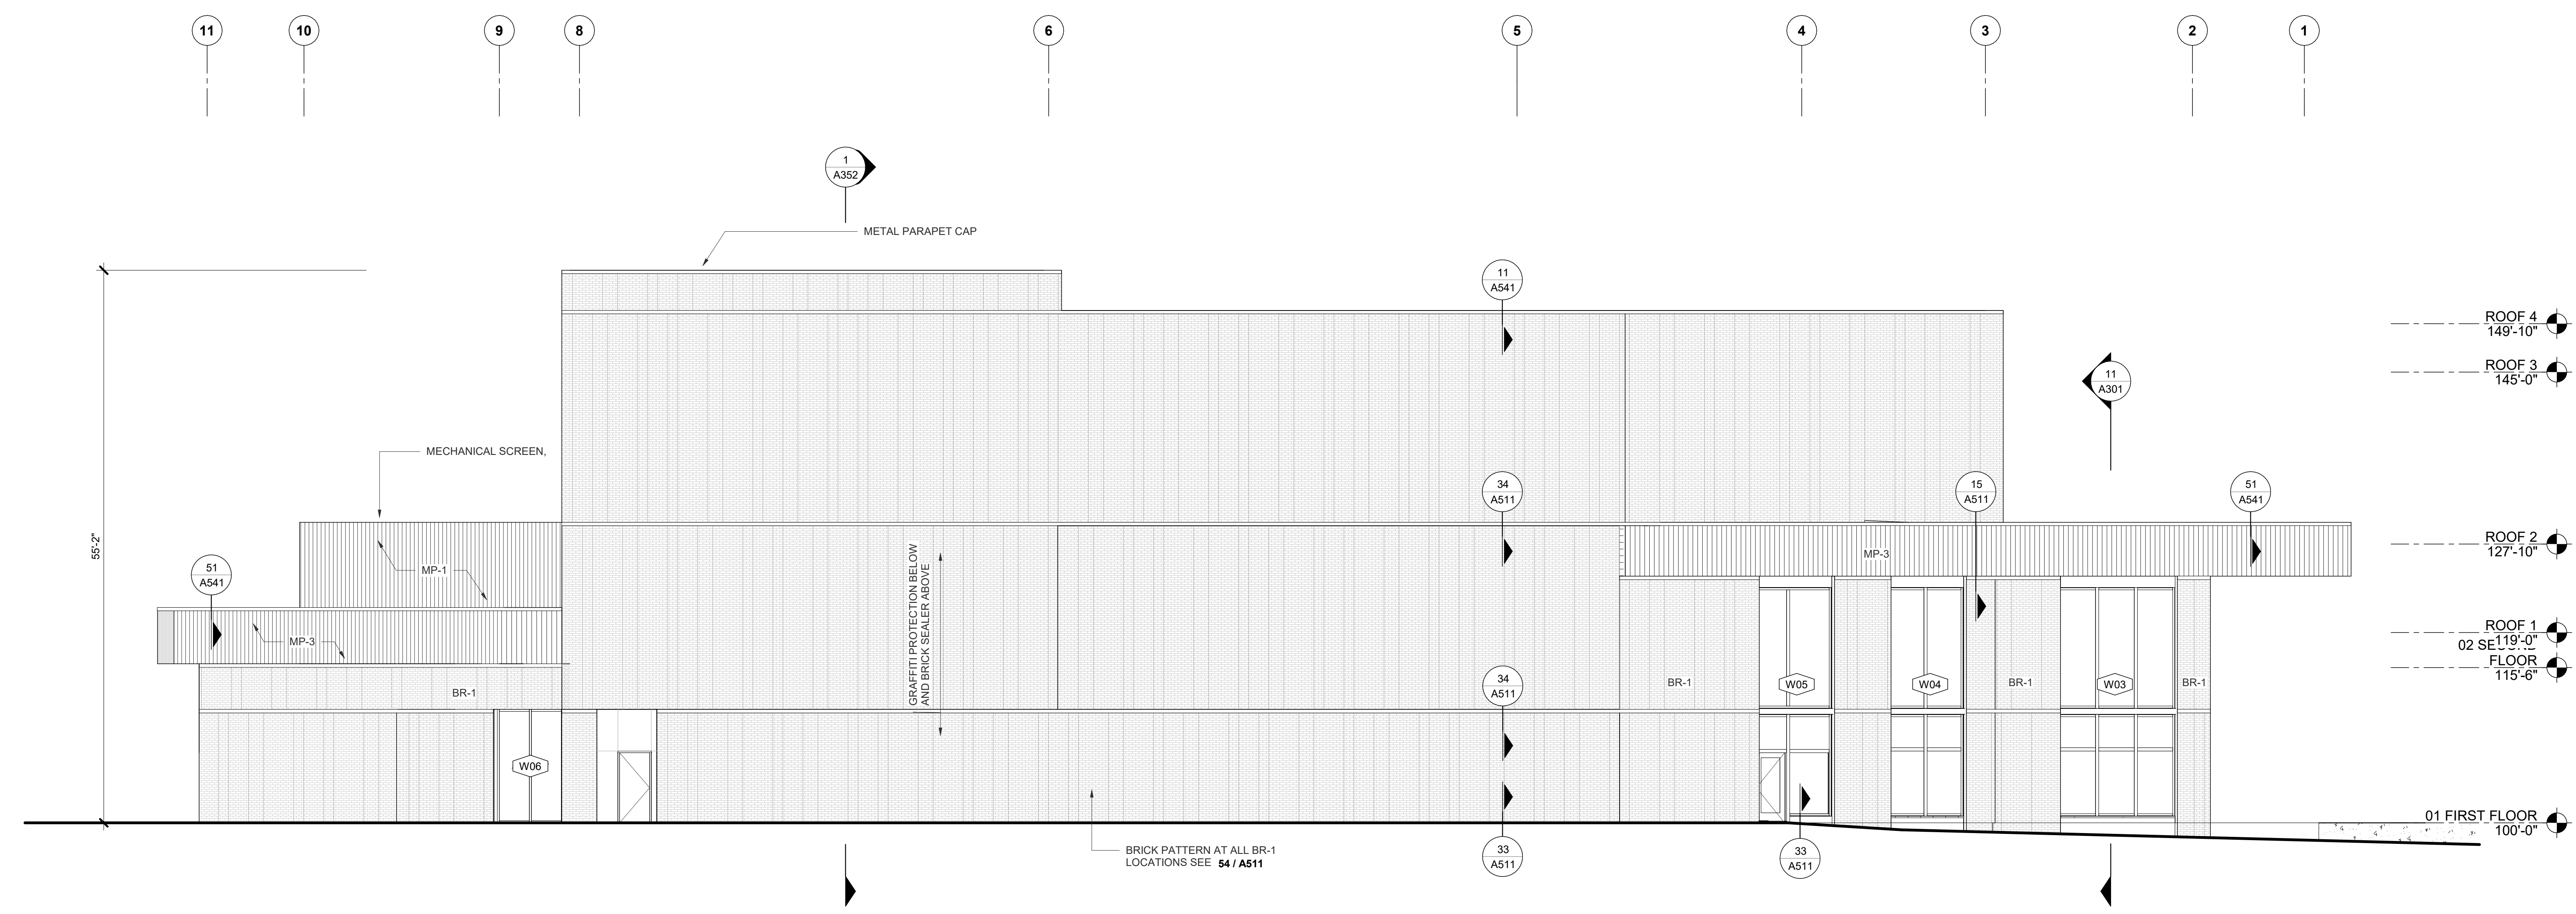 11
10
9
8
6
5
4
3
2
1
1
A352
METAL PARAPET CAP
11
A541
ROOF 4
149'-10"
ROOF 3
145'-0"
11
A301
MECHANICAL SCREEN,
34
A511
15
A511
51
A541
55'-2"
ROOF 2
127'-10"
MP-3
51
A541
MP-1
GRAFFITI PROTECTION BELOW
AND BRICK SEALER ABOVE
MP-3
ROOF 1
119'-0"
02 SECOND
FLOOR
115'-6"
BR-1
34
A511
BR-1
W05
W04
BR-1
W03
BR-1
W06
01 FIRST FLOOR
100'-0"
BRICK PATTERN AT ALL BR-1
LOCATIONS SEE 54 / A511
33
A511
33
A511